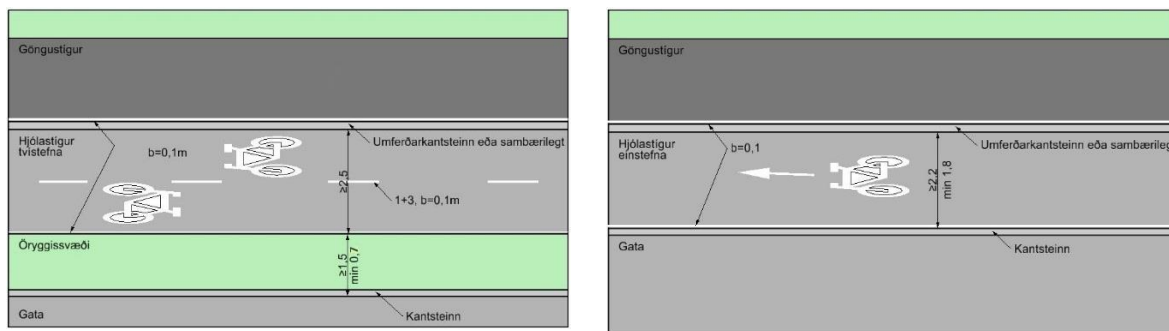 Göngustígur
Hjólastígur
tvístefna
b=0,1m
Umferðarkantsteinn eða sambærilegt
≥2,5
1+3, b=0,1m
Öryggissvæði
≥1,5
min 0,7
Gata
Kantsteinn
Göngustígur
Hjólastígur
einstefna
b=0,1
Umferðarkantsteinn eða sambærilegt
≥2,2
min 1,8
Kantsteinn
Gata